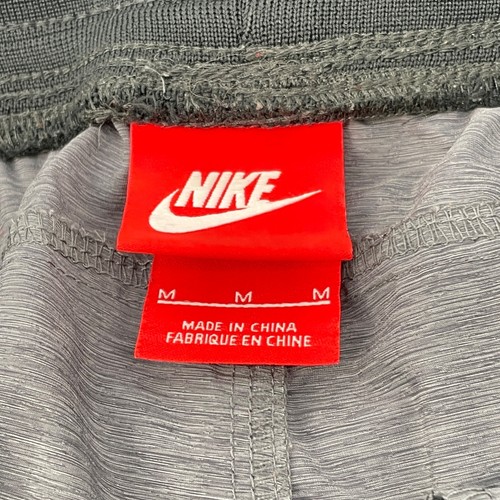 NIKE
M M M
MADE IN CHINA
FABRIQUE EN CHINE